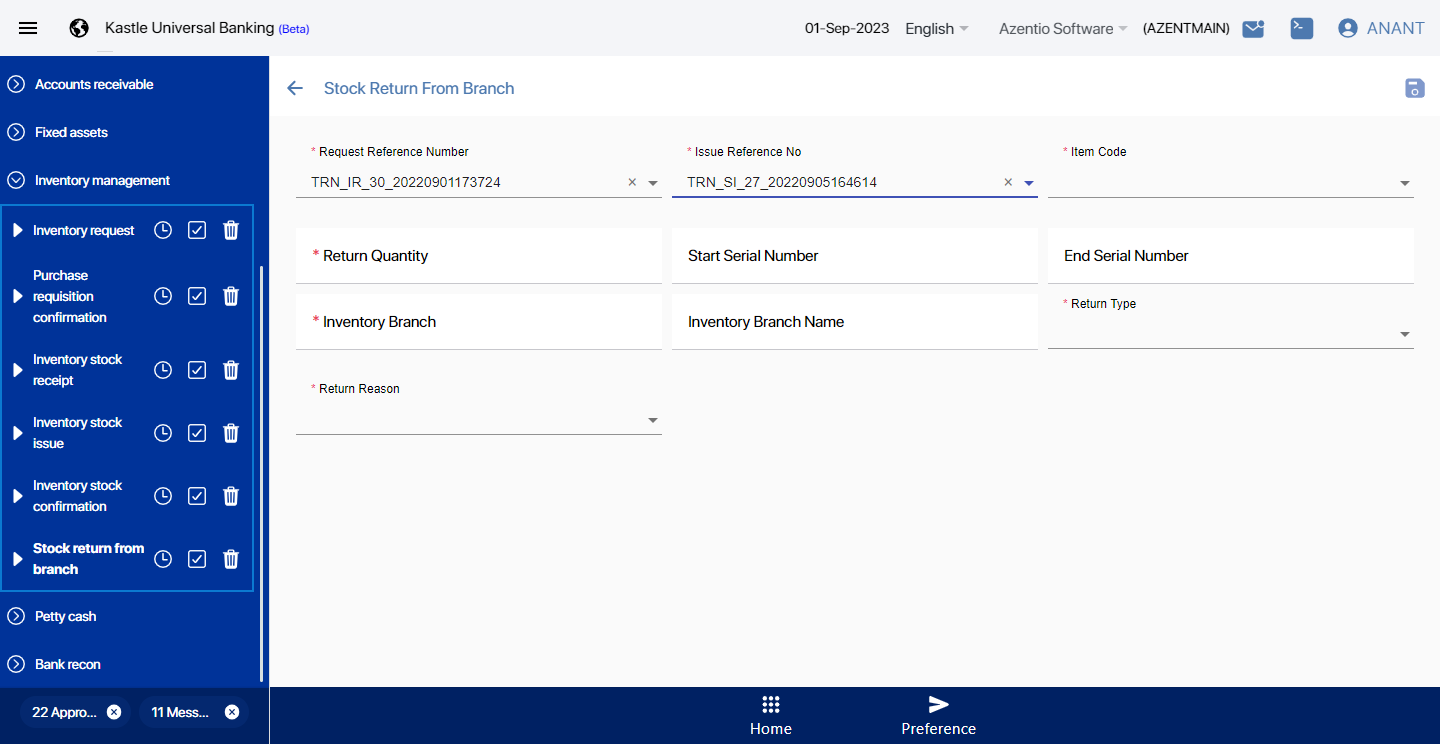 Kastle Universal Banking (Beta)
01-Sep-2023
English
Azentio Software
(AZENTMAIN)
ANANT
Accounts receivable
Fixed assets
Inventory management
Inventory request
Purchase
requisition
confirmation
Inventory stock
receipt
Inventory stock
issue
Inventory stock
confirmation
Stock return from
branch
Petty cash
Bank recon
22 Appro...
11 Mess...
Stock Return From Branch
* Request Reference Number
TRN_IR_30_20220901173724
* Issue Reference No
TRN_SI_27_20220905164614
* Item Code
* Return Quantity
Start Serial Number
End Serial Number
* Inventory Branch
Inventory Branch Name
* Return Type
* Return Reason
Home
Preference